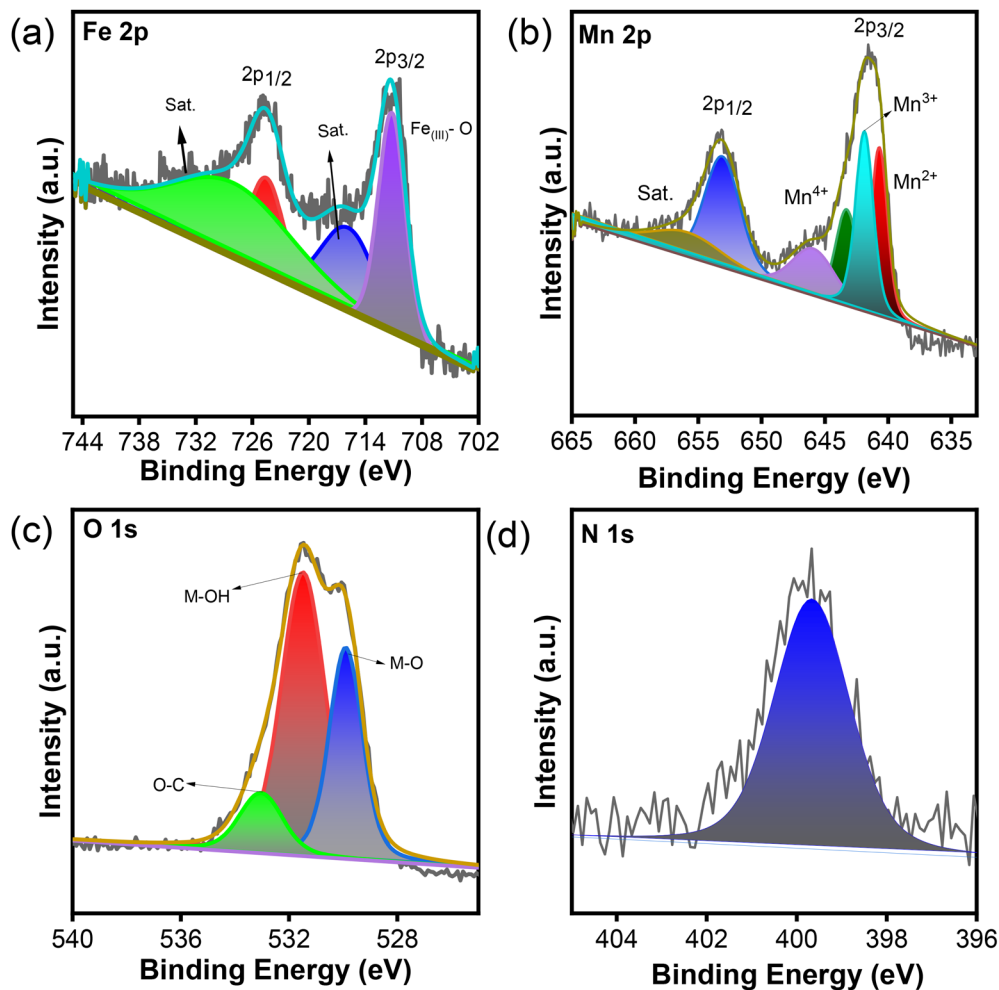 (a)
Fe 2p
2p3/2
2p1/2
Sat.
Sat.
Fe(III)- O
Intensity (a.u.)
744 738 732 726 720 714 708 702
Binding Energy (eV)
(b)
Mn 2p
2p3/2
2p1/2
Mn3+
Mn2+
Mn4+
Sat.
Intensity (a.u.)
665 660 655 650 645 640 635
Binding Energy (eV)
(c)
O 1s
M-OH
M-O
O-C
Intensity (a.u.)
540 536 532 528
Binding Energy (eV)
(d)
N 1s
Intensity (a.u.)
404 402 400 398 396
Binding Energy (eV)